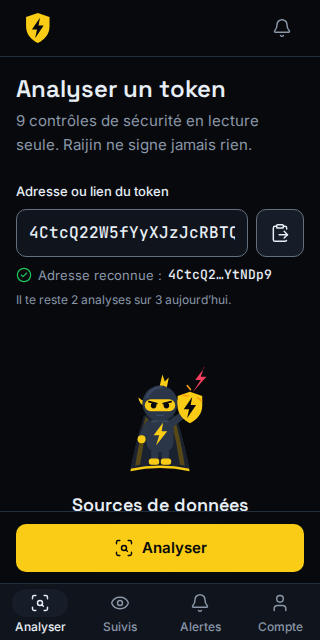 Analyser un token
9 contrôles de sécurité en lecture
seule. Raijin ne signe jamais rien.
Adresse ou lien du token
4CtcQ22W5fYyXJzJcRBTQ
Adresse reconnue : 4CtcQ2…YtNDp9
Il te reste 2 analyses sur 3 aujourd’hui.
Sources de données
Analyser
Analyser Suivis Alertes Compte